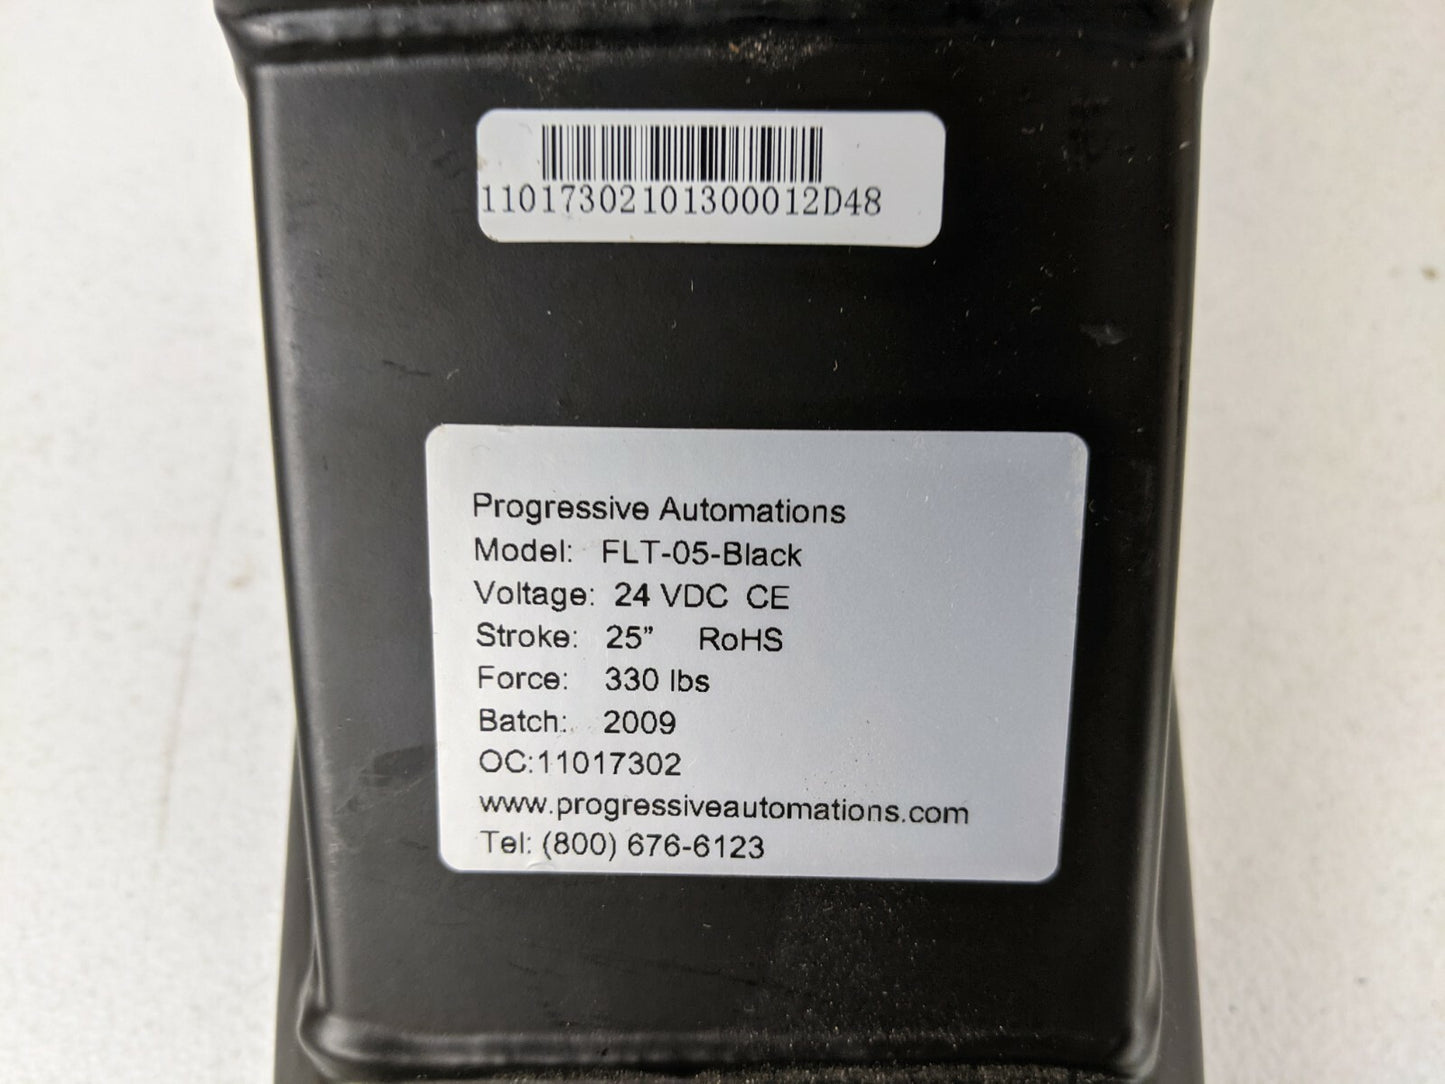 11017302101300012D48
Progressive Automations
Model: FLT-05-Black
Voltage: 24 VDC CE
Stroke: 25” RoHS
Force: 330 lbs
Batch: 2009
OC:11017302
www.progressiveautomations.com
Tel: (800) 676-6123